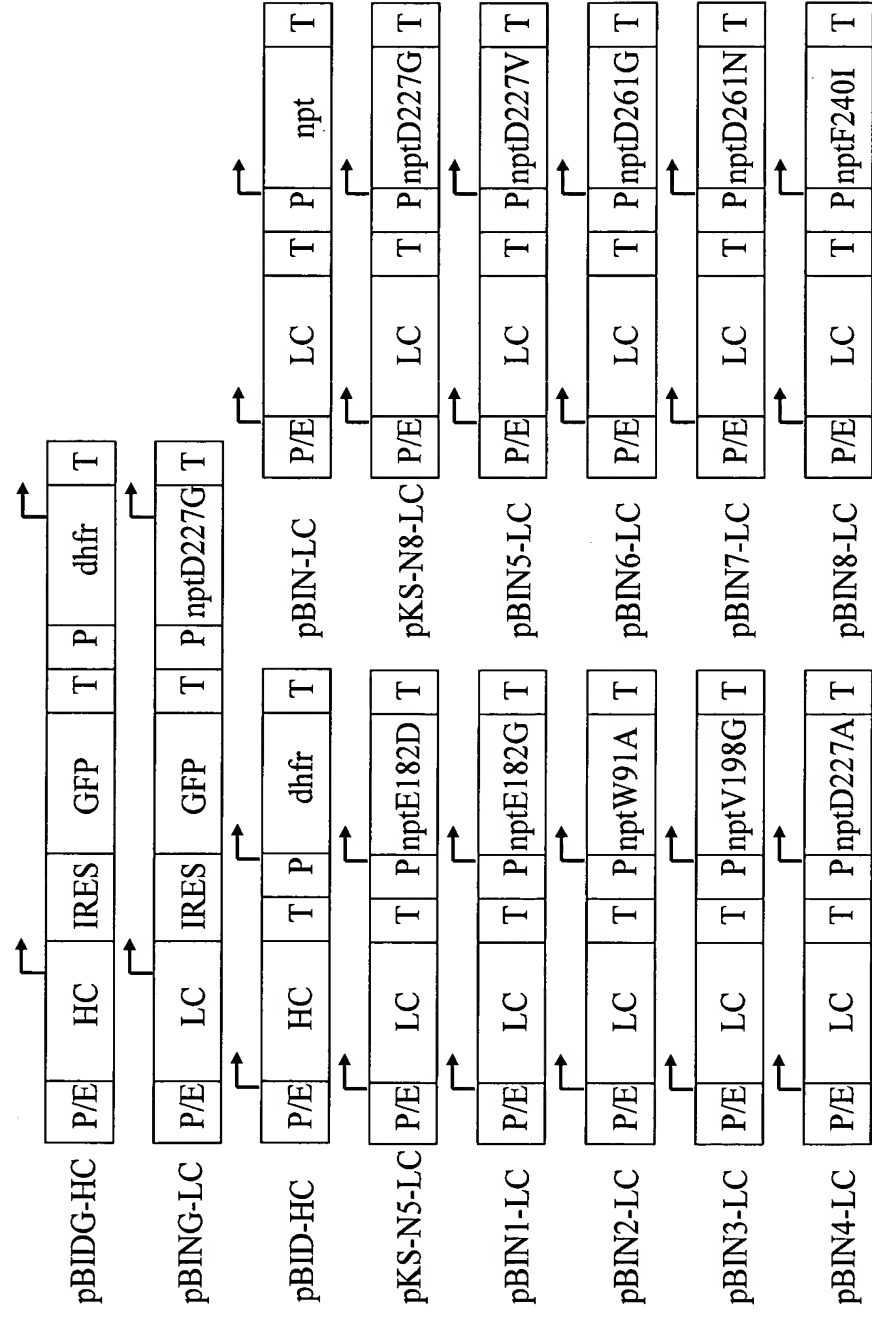 pBIDG-HC P/E HC IRES GFP T P dhfr T
pBING-LC P/E LC IRES GFP T P nptD227G T
pBID-HC P/E HC T P dhfr T
pKS-N5-LC P/E LC T P nptE182D T
pBIN1-LC P/E LC T P nptE182G T
pBIN2-LC P/E LC T P nptW91A T
pBIN3-LC P/E LC T P nptV198G T
pBIN4-LC P/E LC T P nptD227A T
pBIN-LC P/E LC T P npt T
pKS-N8-LC P/E LC T P nptD227G T
pBIN5-LC P/E LC T P nptD227V T
pBIN6-LC P/E LC T P nptD261G T
pBIN7-LC P/E LC T P nptD261N T
pBIN8-LC P/E LC T P nptF240I T